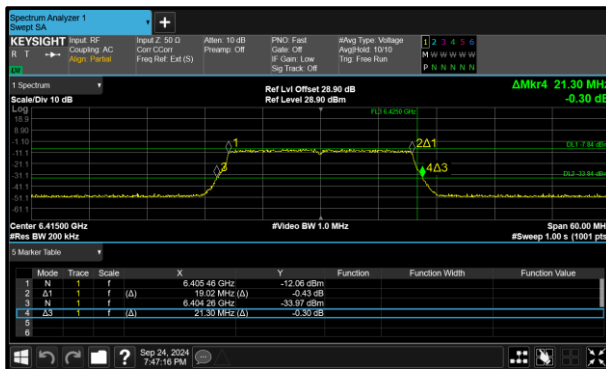 Spectrum Analyzer 1
Swept SA
KEYSIGHT
R T
Input: RF
Coupling: AC
Align: Partial
Input Z: 50 Ω
Corr CCorr
Freq Ref: Ext (S)
Atten: 10 dB
Preamp: Off
PNO: Fast
Gate: Off
IF Gain: Low
Sig Track: Off
#Avg Type: Voltage
Avg|Hold: 10/10
Trig: Free Run
1 2 3 4 5 6
M W W W W W
P N N N N N
1 Spectrum
Scale/Div 10 dB
Ref Lvl Offset 28.90 dB
Ref Level 28.90 dBm
ΔMkr4 21.30 MHz
-0.30 dB
Log
18.9
8.90
-1.10
-11.1
-21.1
-31.1
-41.1
-51.1
-61.1
FLD 6.4250 GHz
1
2Δ1
DL1 -7.84 dBm
3
4Δ3
DL2 -33.84 dBm
Center 6.41500 GHz
#Res BW 200 kHz
#Video BW 1.0 MHz
Span 60.00 MHz
#Sweep 1.00 s (1001 pts)
5 Marker Table
Mode Trace Scale X Y Function Function Width Function Value
1 N 1 f 6.405 46 GHz -12.06 dBm
2 Δ1 1 f (Δ) 19.02 MHz (Δ) -0.43 dB
3 N 1 f 6.404 26 GHz -33.97 dBm
4 Δ3 1 f (Δ) 21.30 MHz (Δ) -0.30 dB
5
6
?
Sep 24, 2024
7:47:16 PM